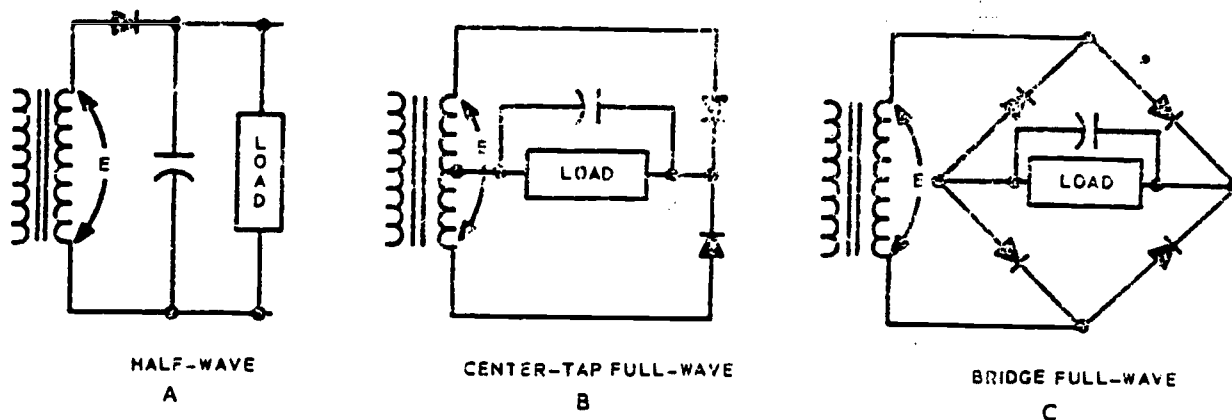 E
LOAD
HALF-WAVE
A
E
LOAD
CENTER-TAP FULL-WAVE
B
E
LOAD
BRIDGE FULL-WAVE
C